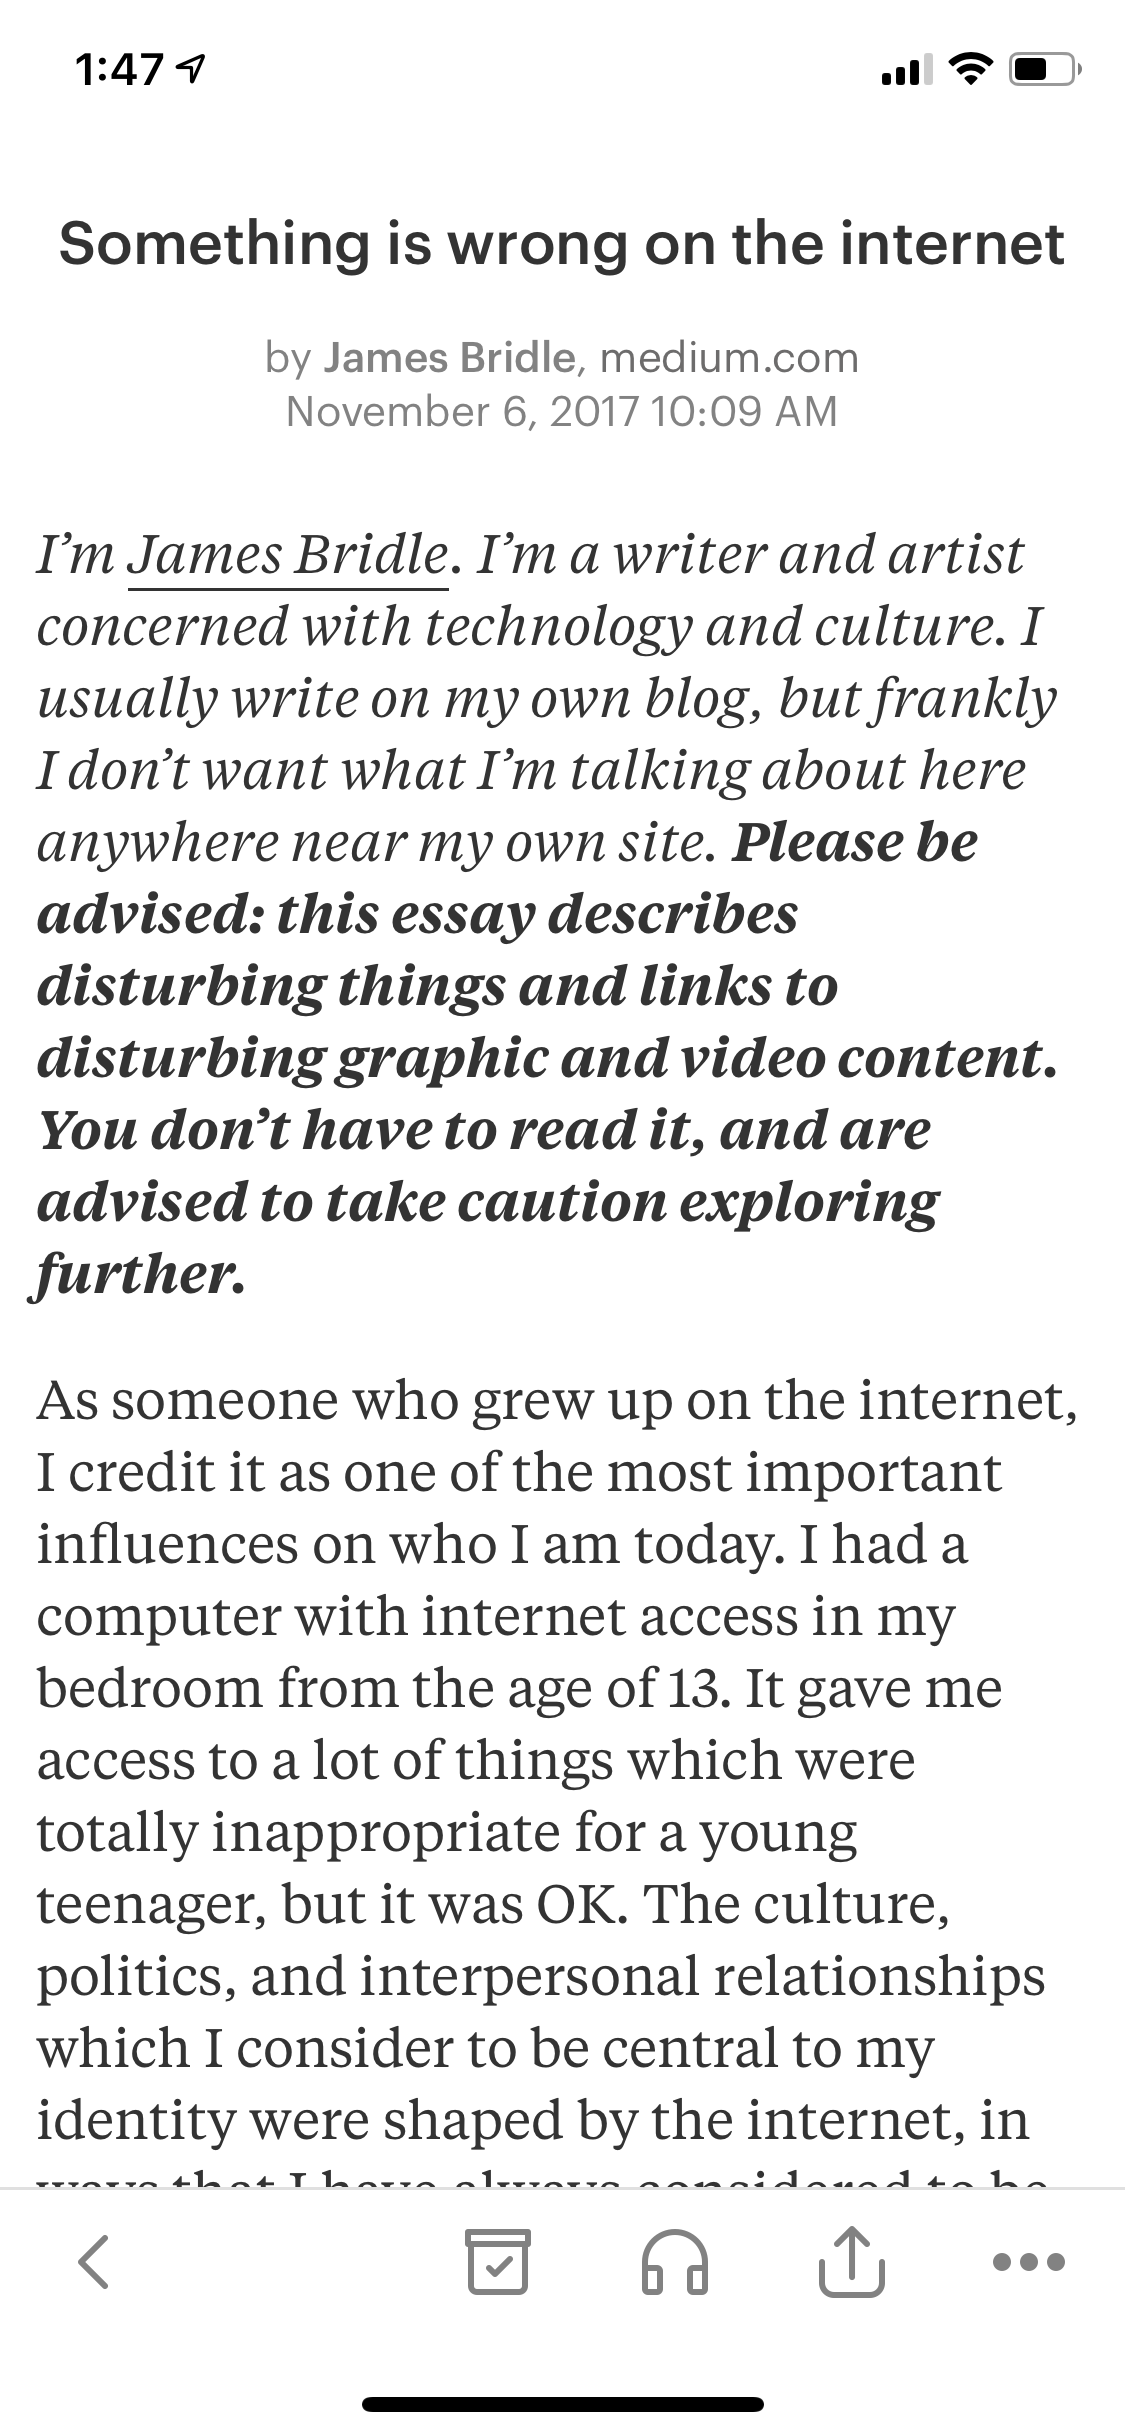 1:47
Something is wrong on the internet
by James Bridle, medium.com
November 6, 2017 10:09 AM
I’m James Bridle. I’m a writer and artist
concerned with technology and culture. I
usually write on my own blog, but frankly
I don’t want what I’m talking about here
anywhere near my own site. Please be
advised: this essay describes
disturbing things and links to
disturbing graphic and video content.
You don’t have to read it, and are
advised to take caution exploring
further.
As someone who grew up on the internet,
I credit it as one of the most important
influences on who I am today. I had a
computer with internet access in my
bedroom from the age of 13. It gave me
access to a lot of things which were
totally inappropriate for a young
teenager, but it was OK. The culture,
politics, and interpersonal relationships
which I consider to be central to my
identity were shaped by the internet, in
ways that I have always considered to be